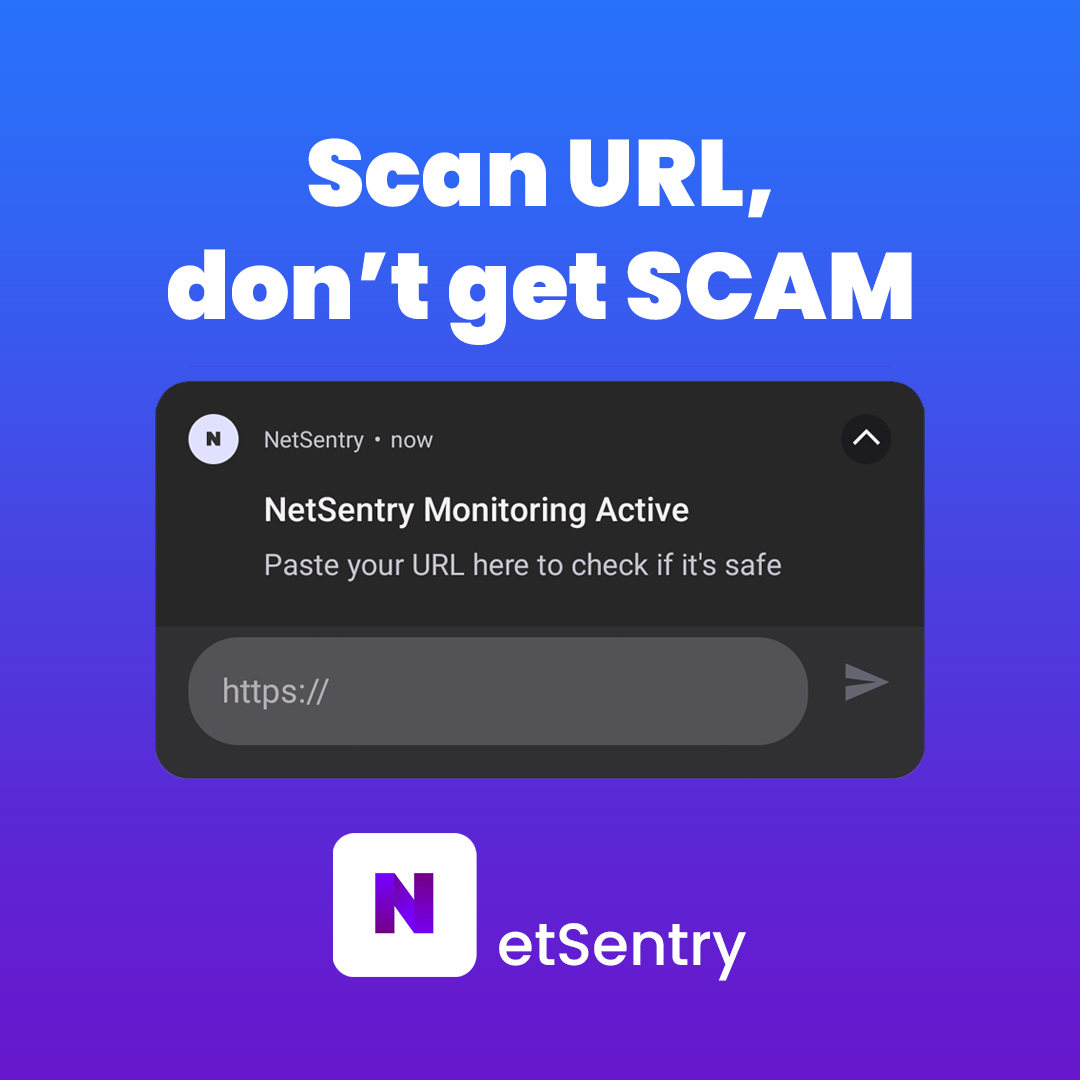 Scan URL,
don’t get SCAM
N
NetSentry • now
NetSentry Monitoring Active
Paste your URL here to check if it's safe
https://
NetSentry